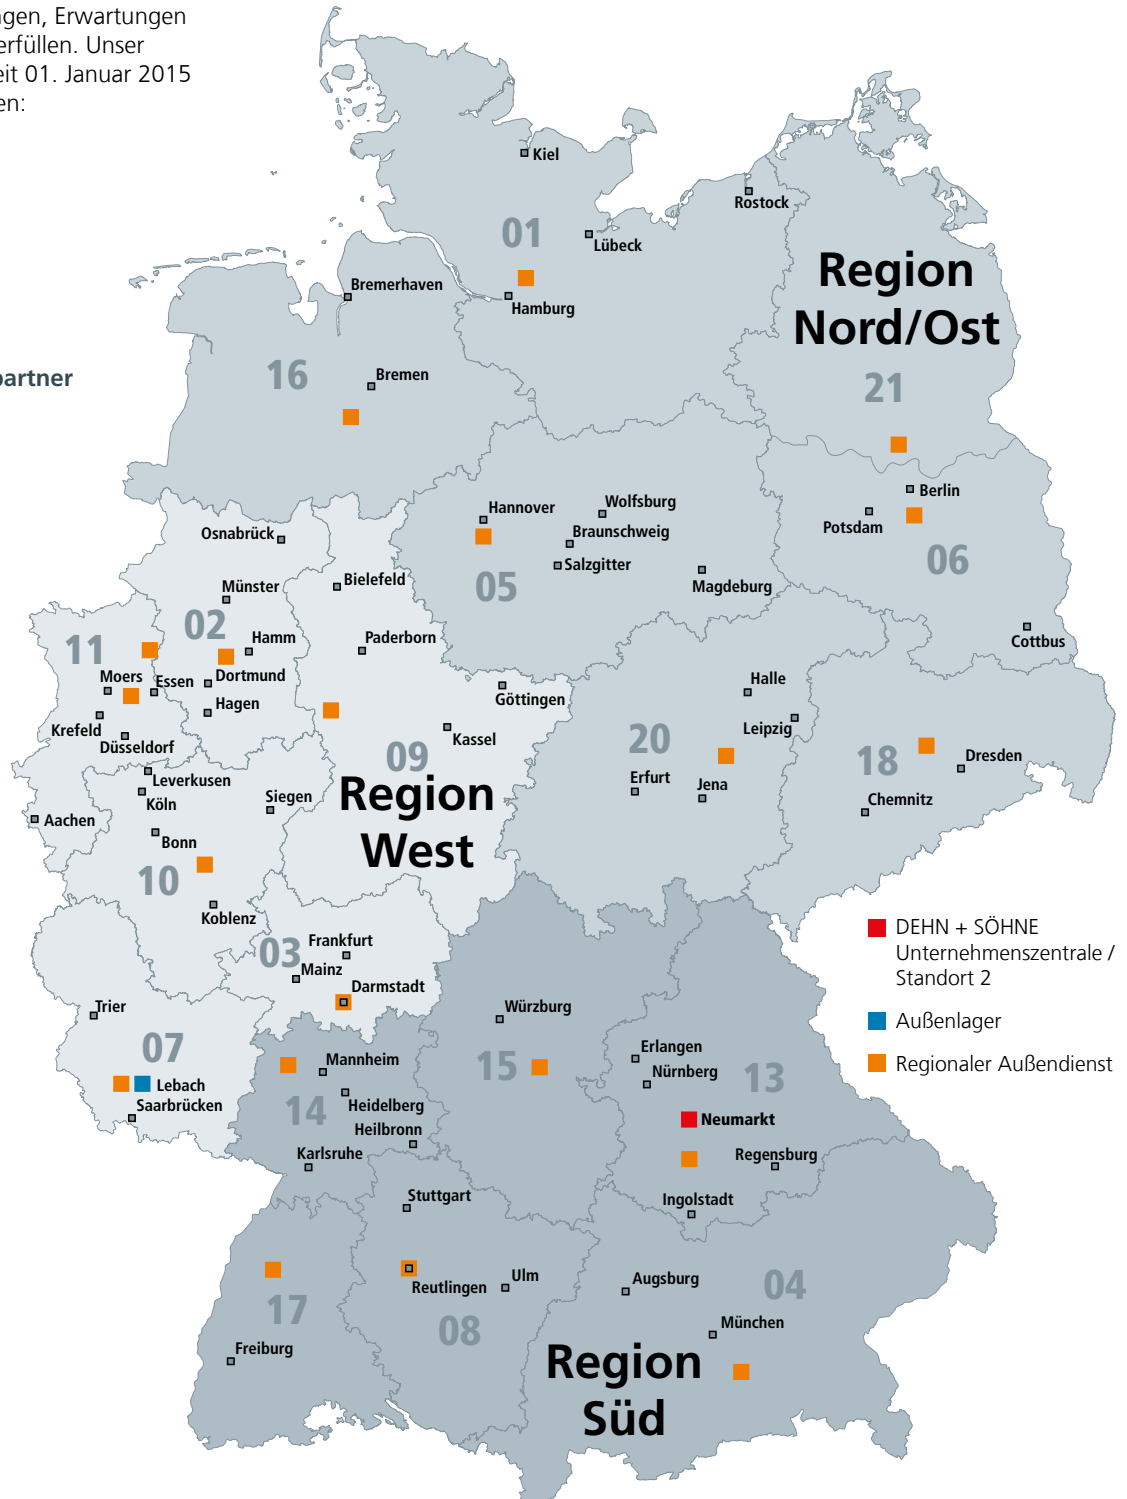 gen, Erwartungen
erfüllen. Unser
eit 01. Januar 2015
en:
partner
Kiel
Rostock
01
Lübeck
Region
Nord/Ost
Bremerhaven
Hamburg
16
Bremen
21
Berlin
Hannover
Wolfsburg
Potsdam
Osnabrück
Braunschweig
Salzgitter
06
05
Magdeburg
Bielefeld
Münster
02
Hamm
Paderborn
Cottbus
11
Moers
Essen
Dortmund
Halle
Göttingen
Hagen
Krefeld
Leipzig
Düsseldorf
Kassel
20
09
18
Dresden
Leverkusen
Köln
Siegen
Region
West
Erfurt
Jena
Chemnitz
Aachen
Bonn
10
Koblenz
Frankfurt
03
Mainz
Darmstadt
DEHN + SÖHNE
Unternehmenszentrale /
Standort 2
Außenlager
Regionaler Außendienst
Trier
Würzburg
07
Erlangen
Mannheim
15
Nürnberg
13
Lebach
Saarbrücken
14
Heidelberg
Neumarkt
Heilbronn
Karlsruhe
Regensburg
Stuttgart
Ingolstadt
Ulm
Reutlingen
Augsburg
04
17
08
München
Freiburg
Region
Süd